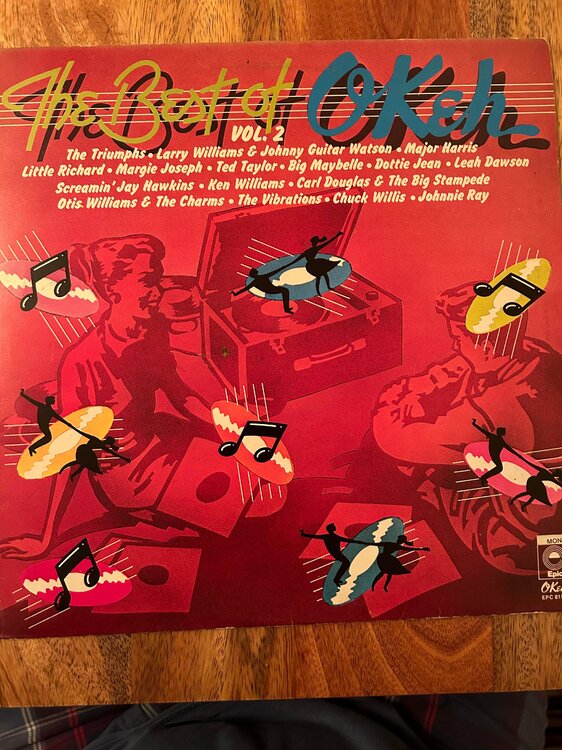 The Best of OKeh
VOL. 2
The Triumphs • Larry Williams & Johnny Guitar Watson • Major Harris
Little Richard • Margie Joseph • Ted Taylor • Big Maybelle • Dottie Jean • Leah Dawson
Screamin' Jay Hawkins • Ken Williams • Carl Douglas & The Big Stampede
Otis Williams & The Charms • The Vibrations • Chuck Willis • Johnnie Ray
Epic
EPC